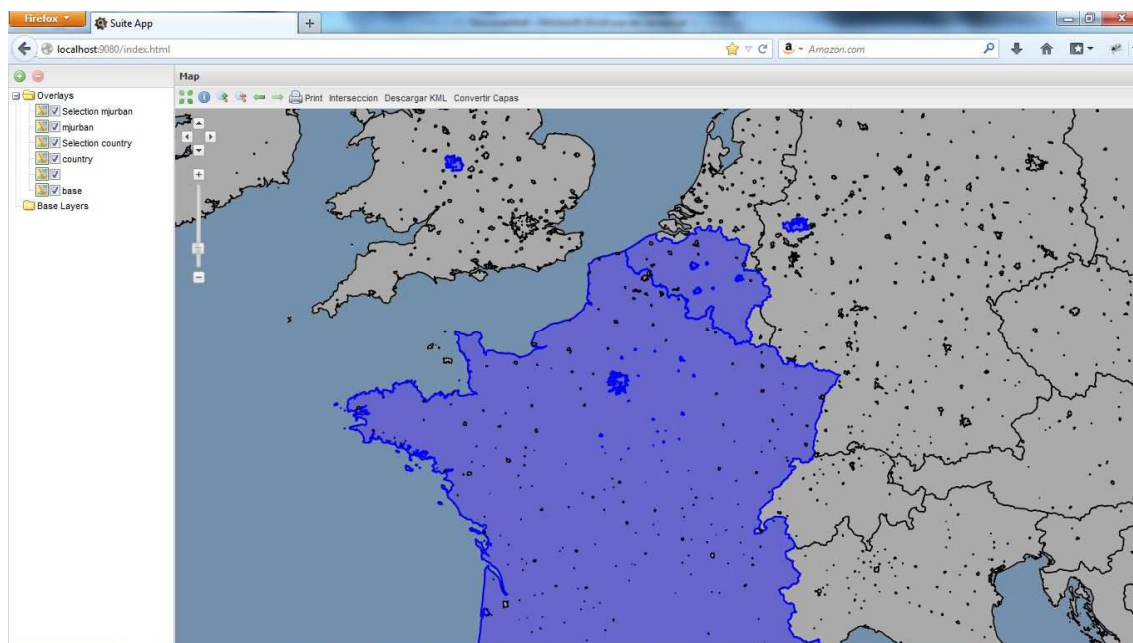 Firefox
Suite App
localhost:9080/index.html
a - Amazon.com
Map
Overlays
Print Interseccion Descargar KML Convertir Capas
Selection mjurban
mjurban
Selection country
country
base
Base Layers